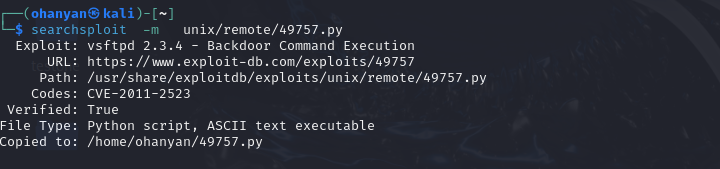 ┌──(ohanyan㉿kali)-[~]
└─$ searchsploit  -m   unix/remote/49757.py
  Exploit: vsftpd 2.3.4 - Backdoor Command Execution
      URL: https://www.exploit-db.com/exploits/49757
     Path: /usr/share/exploitdb/exploits/unix/remote/49757.py
    Codes: CVE-2011-2523
 Verified: True
File Type: Python script, ASCII text executable
Copied to: /home/ohanyan/49757.py